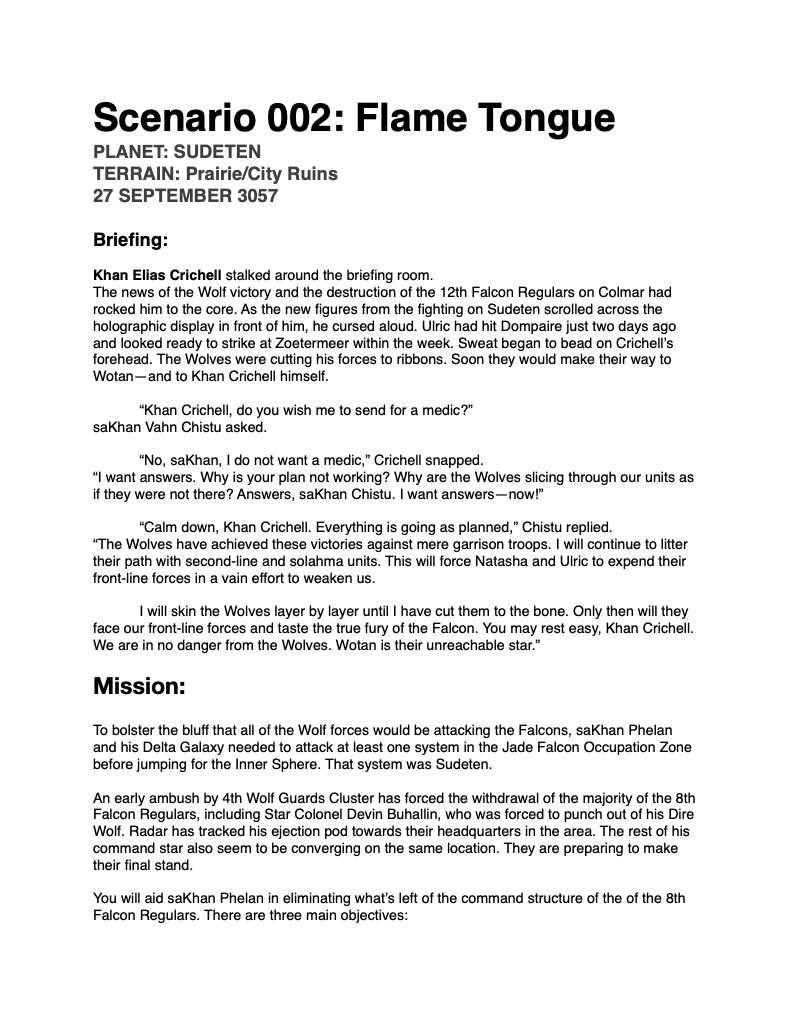 Scenario 002: Flame Tongue
PLANET: SUDETEN
TERRAIN: Prairie/City Ruins
27 SEPTEMBER 3057
Briefing:
Khan Elias Crichell stalked around the briefing room.
The news of the Wolf victory and the destruction of the 12th Falcon Regulars on Colmar had
rocked him to the core. As the new figures from the fighting on Sudeten scrolled across the
holographic display in front of him, he cursed aloud. Ulric had hit Dompaire just two days ago
and looked ready to strike at Zoetermeer within the week. Sweat began to bead on Crichell’s
forehead. The Wolves were cutting his forces to ribbons. Soon they would make their way to
Wotan—and to Khan Crichell himself.
“Khan Crichell, do you wish me to send for a medic?”
saKhan Vahn Chistu asked.
“No, saKhan, I do not want a medic,” Crichell snapped.
“I want answers. Why is your plan not working? Why are the Wolves slicing through our units as
if they were not there? Answers, saKhan Chistu. I want answers—now!”
“Calm down, Khan Crichell. Everything is going as planned,” Chistu replied.
“The Wolves have achieved these victories against mere garrison troops. I will continue to litter
their path with second-line and solahma units. This will force Natasha and Ulric to expend their
front-line forces in a vain effort to weaken us.
I will skin the Wolves layer by layer until I have cut them to the bone. Only then will they
face our front-line forces and taste the true fury of the Falcon. You may rest easy, Khan Crichell.
We are in no danger from the Wolves. Wotan is their unreachable star.”
Mission:
To bolster the bluff that all of the Wolf forces would be attacking the Falcons, saKhan Phelan
and his Delta Galaxy needed to attack at least one system in the Jade Falcon Occupation Zone
before jumping for the Inner Sphere. That system was Sudeten.
An early ambush by 4th Wolf Guards Cluster has forced the withdrawal of the majority of the 8th
Falcon Regulars, including Star Colonel Devin Buhallin, who was forced to punch out of his Dire
Wolf. Radar has tracked his ejection pod towards their headquarters in the area. The rest of his
command star also seem to be converging on the same location. They are preparing to make
their final stand.
You will aid saKhan Phelan in eliminating what’s left of the command structure of the of the 8th
Falcon Regulars. There are three main objectives: